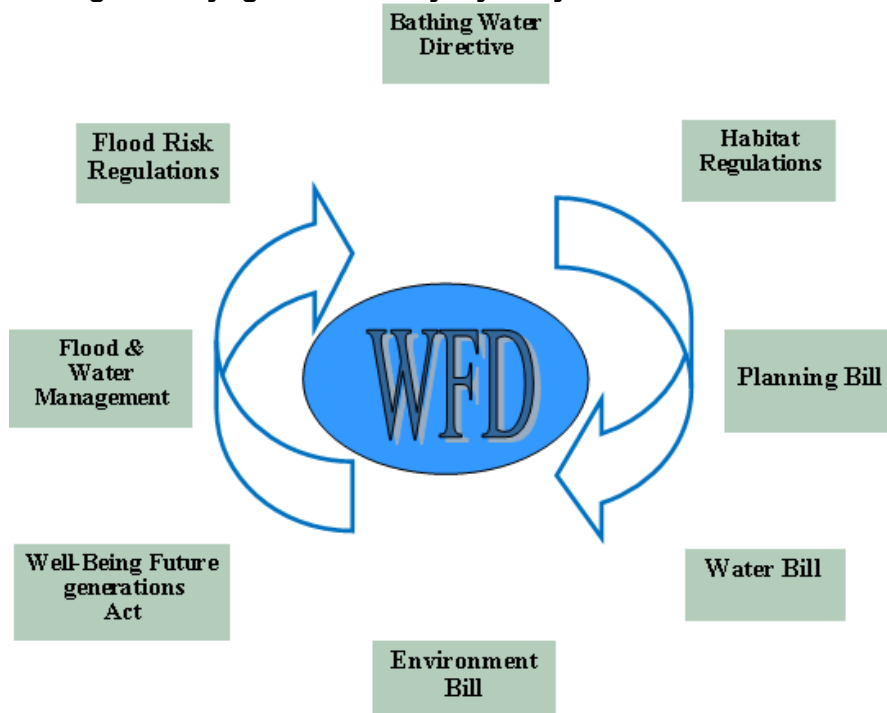 Bathing Water
Directive
Flood Risk
Regulations
Habitat
Regulations
WFD
Flood &
Water
Management
Planning Bill
Well-Being Future
generations
Act
Water Bill
Environment
Bill